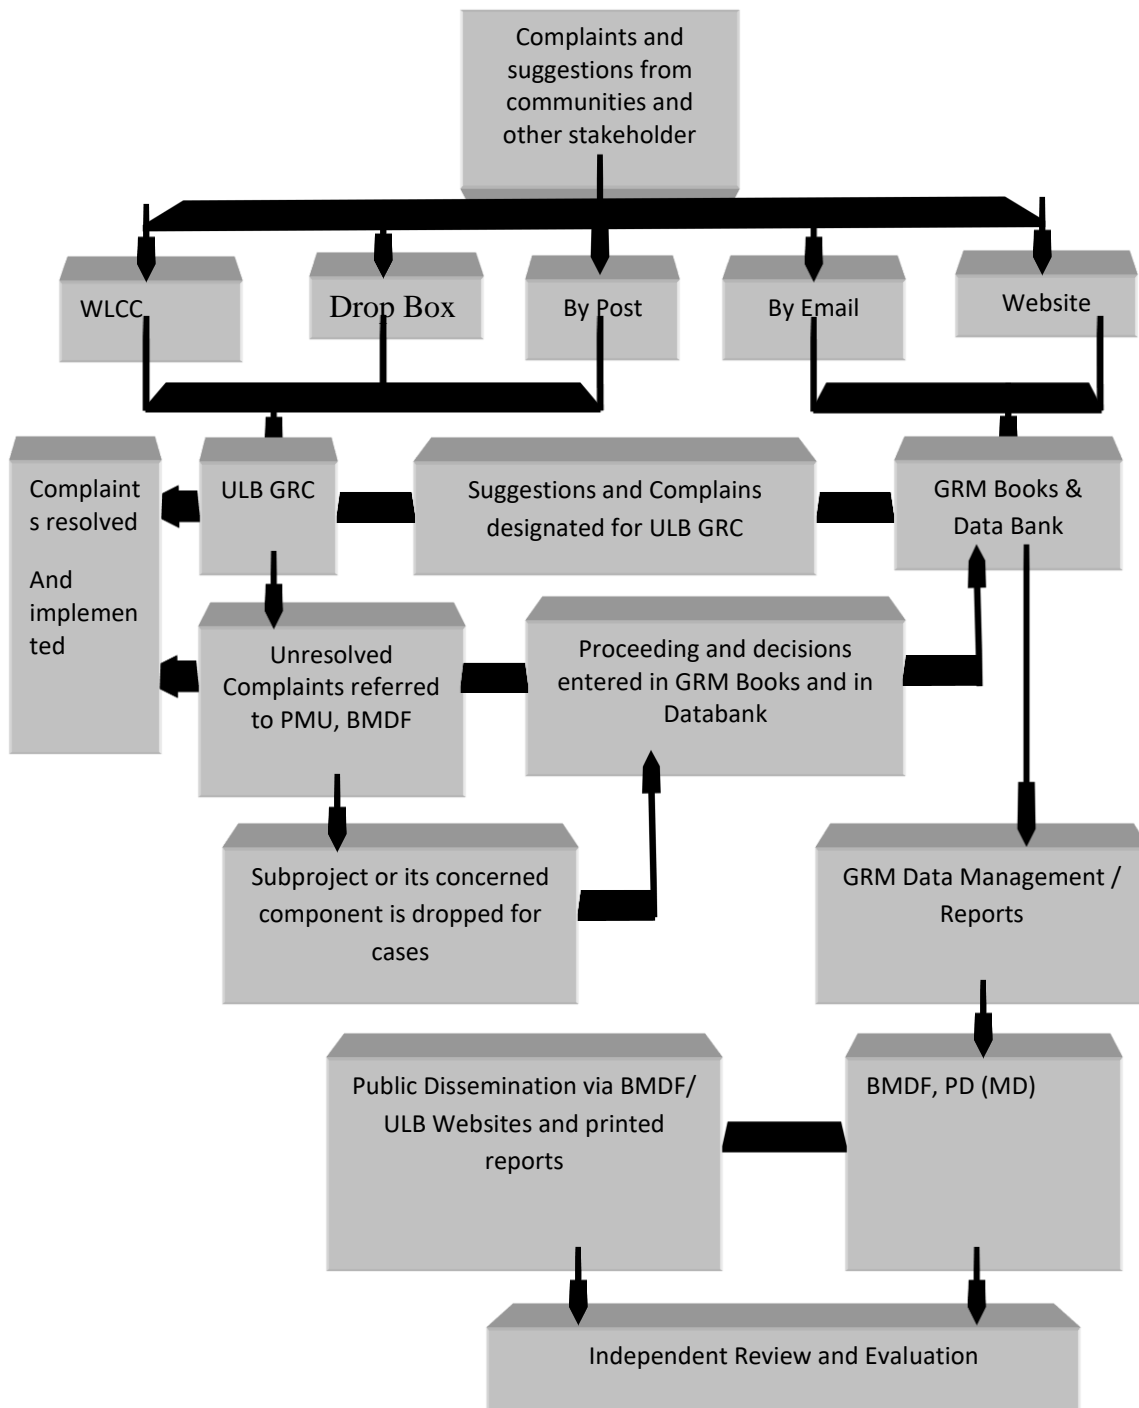 Complaints and
suggestions from
communities and
other stakeholder
WLCC
Drop Box
By Post
By Email
Website
Complaint
s resolved
And
implemen
ted
ULB GRC
Suggestions and Complains
designated for ULB GRC
GRM Books &
Data Bank
Unresolved
Complaints referred
to PMU, BMDF
Proceeding and decisions
entered in GRM Books and in
Databank
Subproject or its concerned
component is dropped for
cases
GRM Data Management /
Reports
Public Dissemination via BMDF/
ULB Websites and printed
reports
BMDF, PD (MD)
Independent Review and Evaluation